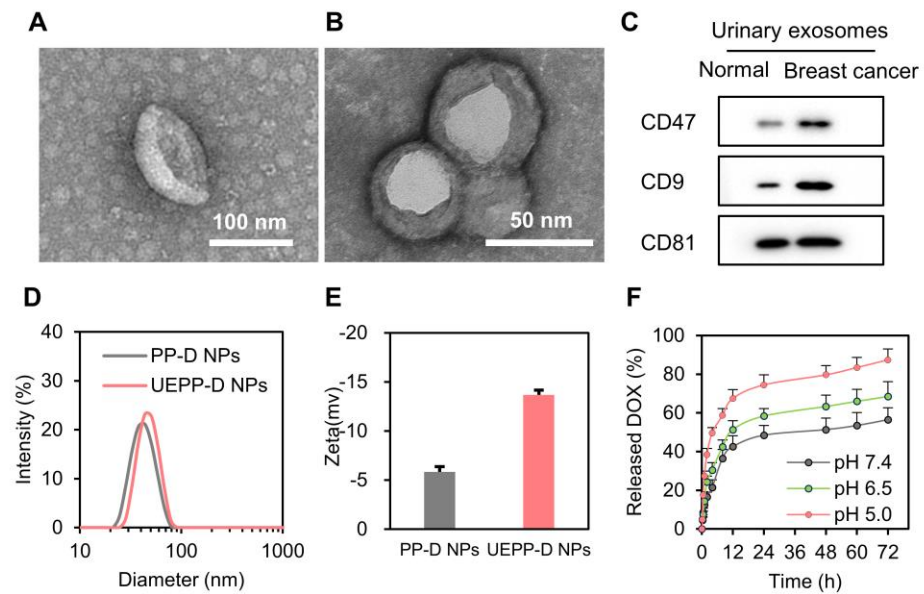 A
100 nm
B
50 nm
C
Urinary exosomes
Normal Breast cancer
CD47
CD9
CD81
D
40
30
20
10
0
10 100 1000
Intensity (%)
Diameter (nm)
PP-D NPs
UEPP-D NPs
E
-20
-15
-10
-5
0
Zeta(mv)
PP-D NPs UEPP-D NPs
F
100
80
60
40
20
0
0 12 24 36 48 60 72
Released DOX (%)
Time (h)
pH 7.4
pH 6.5
pH 5.0